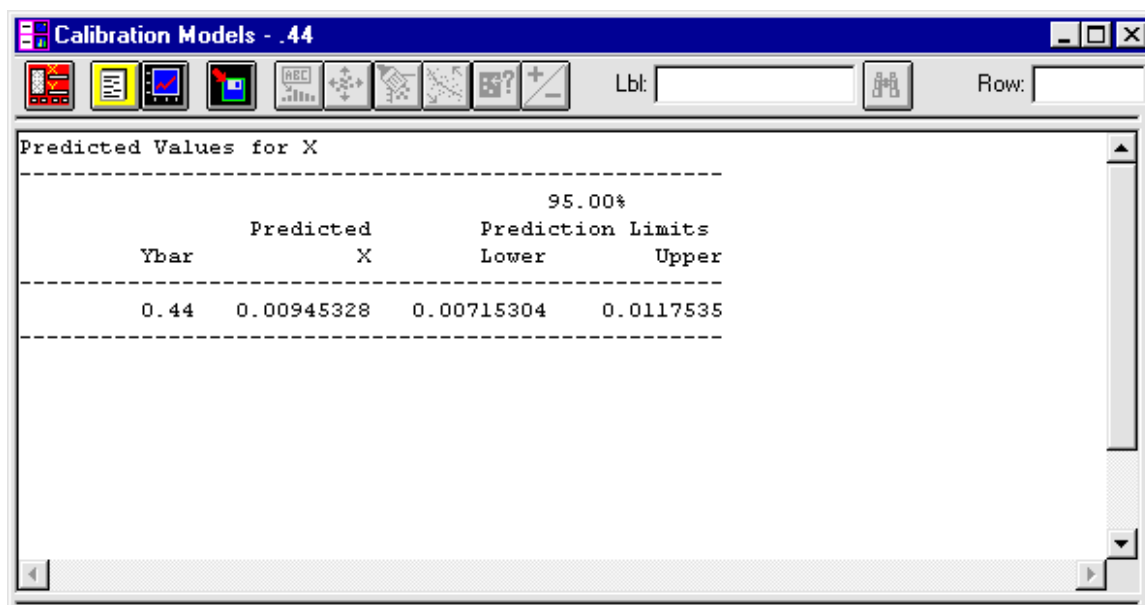 Calibration Models - .44
ABC
?
+ -
Lbl:
Row:
Predicted Values for X
------------------------------------------------------
95.00%
Predicted Prediction Limits
Ybar X Lower Upper
------------------------------------------------------
0.44 0.00945328 0.00715304 0.0117535
------------------------------------------------------